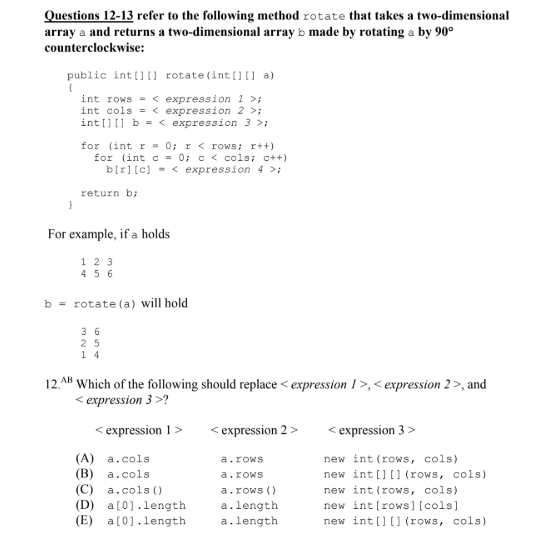 Questions 12-13 refer to the following method rotate that takes a two-dimensional
array a and returns a two-dimensional array b made by rotating a by 90°
counterclockwise:
public int[][] rotate(int[][] a)
{
int rows = < expression 1 >;
int cols = < expression 2 >;
int[][] b = < expression 3 >;
for (int r = 0; r < rows; r++)
for (int c = 0; c < cols; c++)
b[r][c] = < expression 4 >;
return b;
}
For example, if a holds
1 2 3
4 5 6
b = rotate(a) will hold
3 6
2 5
1 4
12.AB Which of the following should replace < expression 1 >, < expression 2 >, and
< expression 3 >?
< expression 1 > < expression 2 > < expression 3 >
(A) a.cols a.rows new int(rows, cols)
(B) a.cols a.rows new int[][](rows, cols)
(C) a.cols() a.rows() new int(rows, cols)
(D) a[0].length a.length new int[rows][cols]
(E) a[0].length a.length new int[][](rows, cols)